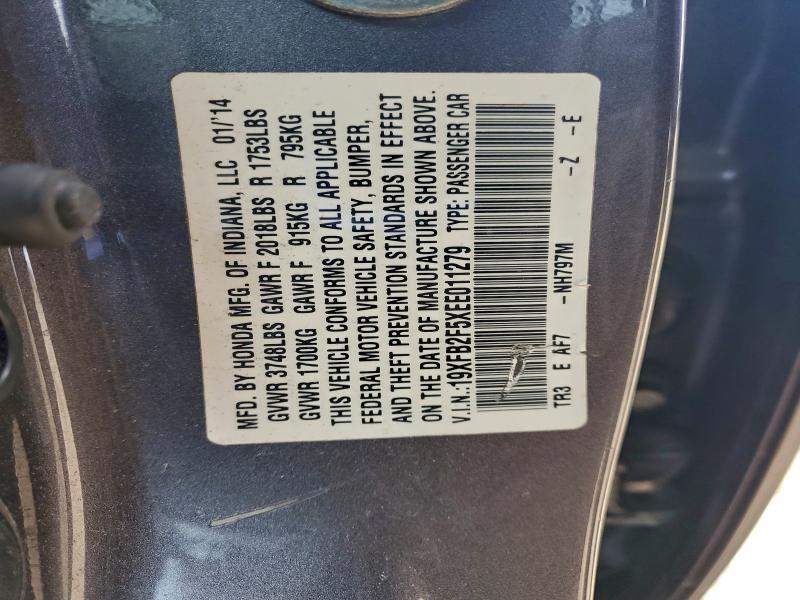 MFD. BY HONDA MFG. OF INDIANA, LLC 01/'14
GVWR 3748LBS GAWR F 2018LBS R 1753LBS
GVWR 1700KG GAWR F 915KG R 795KG
THIS VEHICLE CONFORMS TO ALL APPLICABLE
FEDERAL MOTOR VEHICLE SAFETY, BUMPER,
AND THEFT PREVENTION STANDARDS IN EFFECT
ON THE DATE OF MANUFACTURE SHOWN ABOVE.
V.I.N.:19XFB2F5XEE011279 TYPE: PASSENGER CAR
TR3 E AF7 -NH797M -Z -E